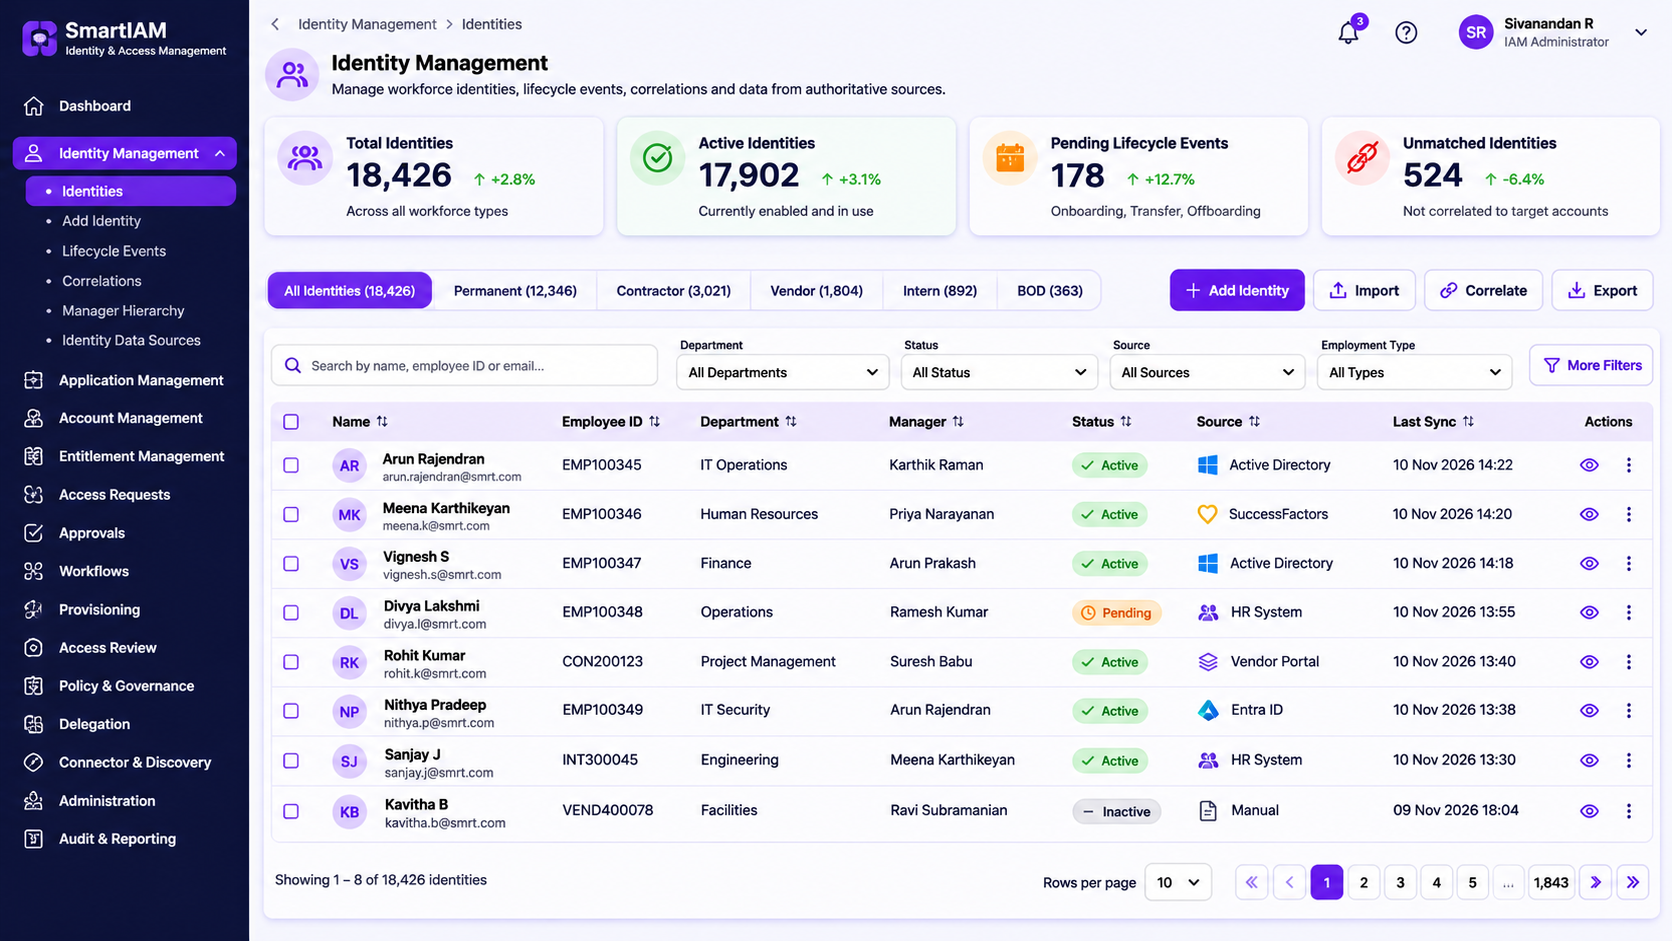 SmartIAM
Identity & Access Management
Dashboard
Identity Management
• Identities
• Add Identity
• Lifecycle Events
• Correlations
• Manager Hierarchy
• Identity Data Sources
Application Management
Account Management
Entitlement Management
Access Requests
Approvals
Workflows
Provisioning
Access Review
Policy & Governance
Delegation
Connector & Discovery
Administration
Audit & Reporting
Identity Management > Identities
3
SR
Sivanandan R
IAM Administrator
Identity Management
Manage workforce identities, lifecycle events, correlations and data from authoritative sources.
Total Identities
18,426 ↑ +2.8%
Across all workforce types
Active Identities
17,902 ↑ +3.1%
Currently enabled and in use
Pending Lifecycle Events
178 ↑ +12.7%
Onboarding, Transfer, Offboarding
Unmatched Identities
524 ↑ -6.4%
Not correlated to target accounts
All Identities (18,426) Permanent (12,346) Contractor (3,021) Vendor (1,804) Intern (892) BOD (363)
+ Add Identity Import Correlate Export
Search by name, employee ID or email...
Department
All Departments
Status
All Status
Source
All Sources
Employment Type
All Types
More Filters
Name Employee ID Department Manager Status Source Last Sync Actions
AR Arun Rajendran EMP100345 IT Operations Karthik Raman Active Active Directory 10 Nov 2026 14:22
arun.rajendran@smrt.com
MK Meena Karthikeyan EMP100346 Human Resources Priya Narayanan Active SuccessFactors 10 Nov 2026 14:20
meena.k@smrt.com
VS Vignesh S EMP100347 Finance Arun Prakash Active Active Directory 10 Nov 2026 14:18
vignesh.s@smrt.com
DL Divya Lakshmi EMP100348 Operations Ramesh Kumar Pending HR System 10 Nov 2026 13:55
divya.l@smrt.com
RK Rohit Kumar CON200123 Project Management Suresh Babu Active Vendor Portal 10 Nov 2026 13:40
rohit.k@smrt.com
NP Nithya Pradeep EMP100349 IT Security Arun Rajendran Active Entra ID 10 Nov 2026 13:38
nithya.p@smrt.com
SJ Sanjay J INT300045 Engineering Meena Karthikeyan Active HR System 10 Nov 2026 13:30
sanjay.j@smrt.com
KB Kavitha B VEND400078 Facilities Ravi Subramanian Inactive Manual 09 Nov 2026 18:04
kavitha.b@smrt.com
Showing 1 – 8 of 18,426 identities
Rows per page 10 « ‹ 1 2 3 4 5 ... 1,843 » »